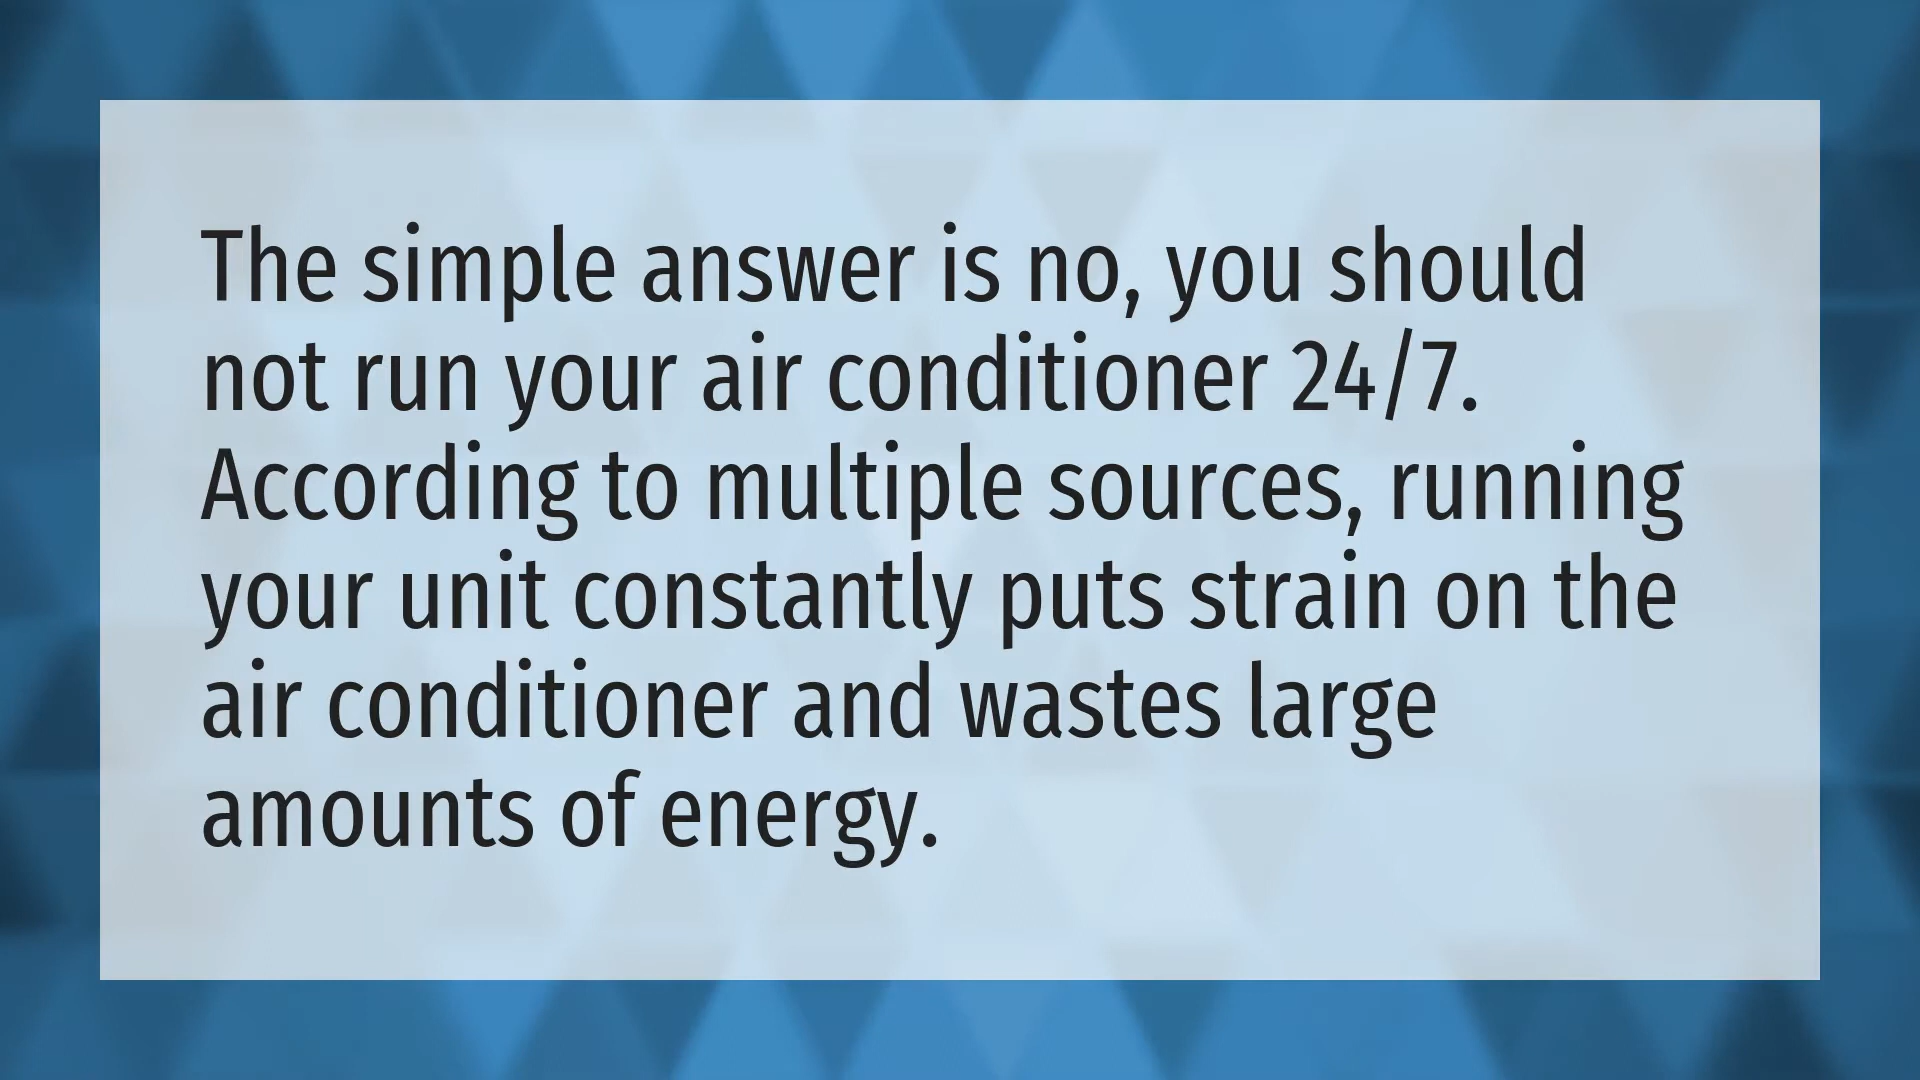 The simple answer is no, you should
not run your air conditioner 24/7.
According to multiple sources, running
your unit constantly puts strain on the
air conditioner and wastes large
amounts of energy.